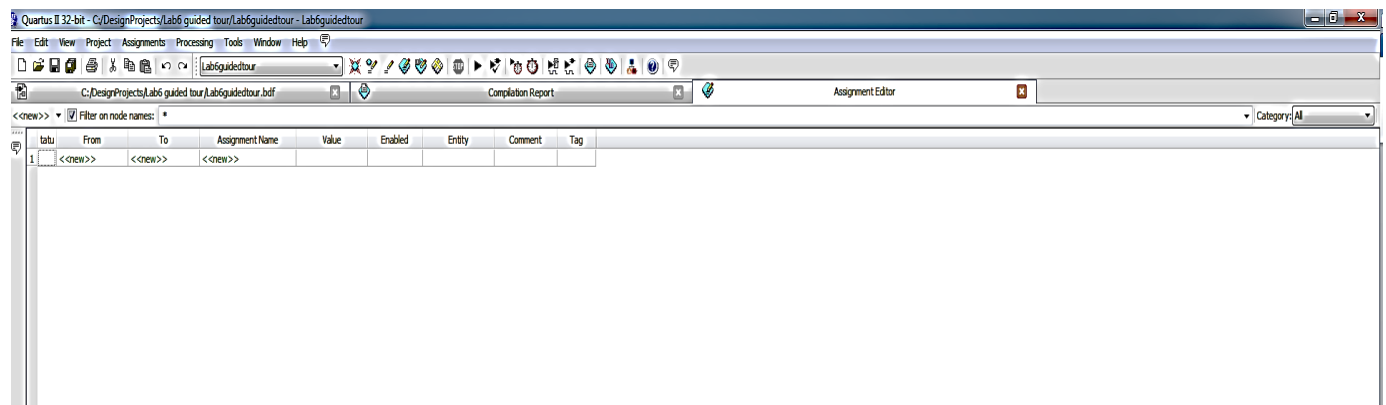 Quartus II 32-bit - C:/DesignProjects/Lab6 guided tour/Lab6guidedtour - Lab6guidedtour
File Edit View Project Assignments Processing Tools Window Help
Lab6guidedtour
C:/DesignProjects/Lab6 guided tour/Lab6guidedtour.bdf Compilation Report Assignment Editor
<<new>> Filter on node names: * Category: All
tatu From To Assignment Name Value Enabled Entity Comment Tag
1 <<new>> <<new>> <<new>>